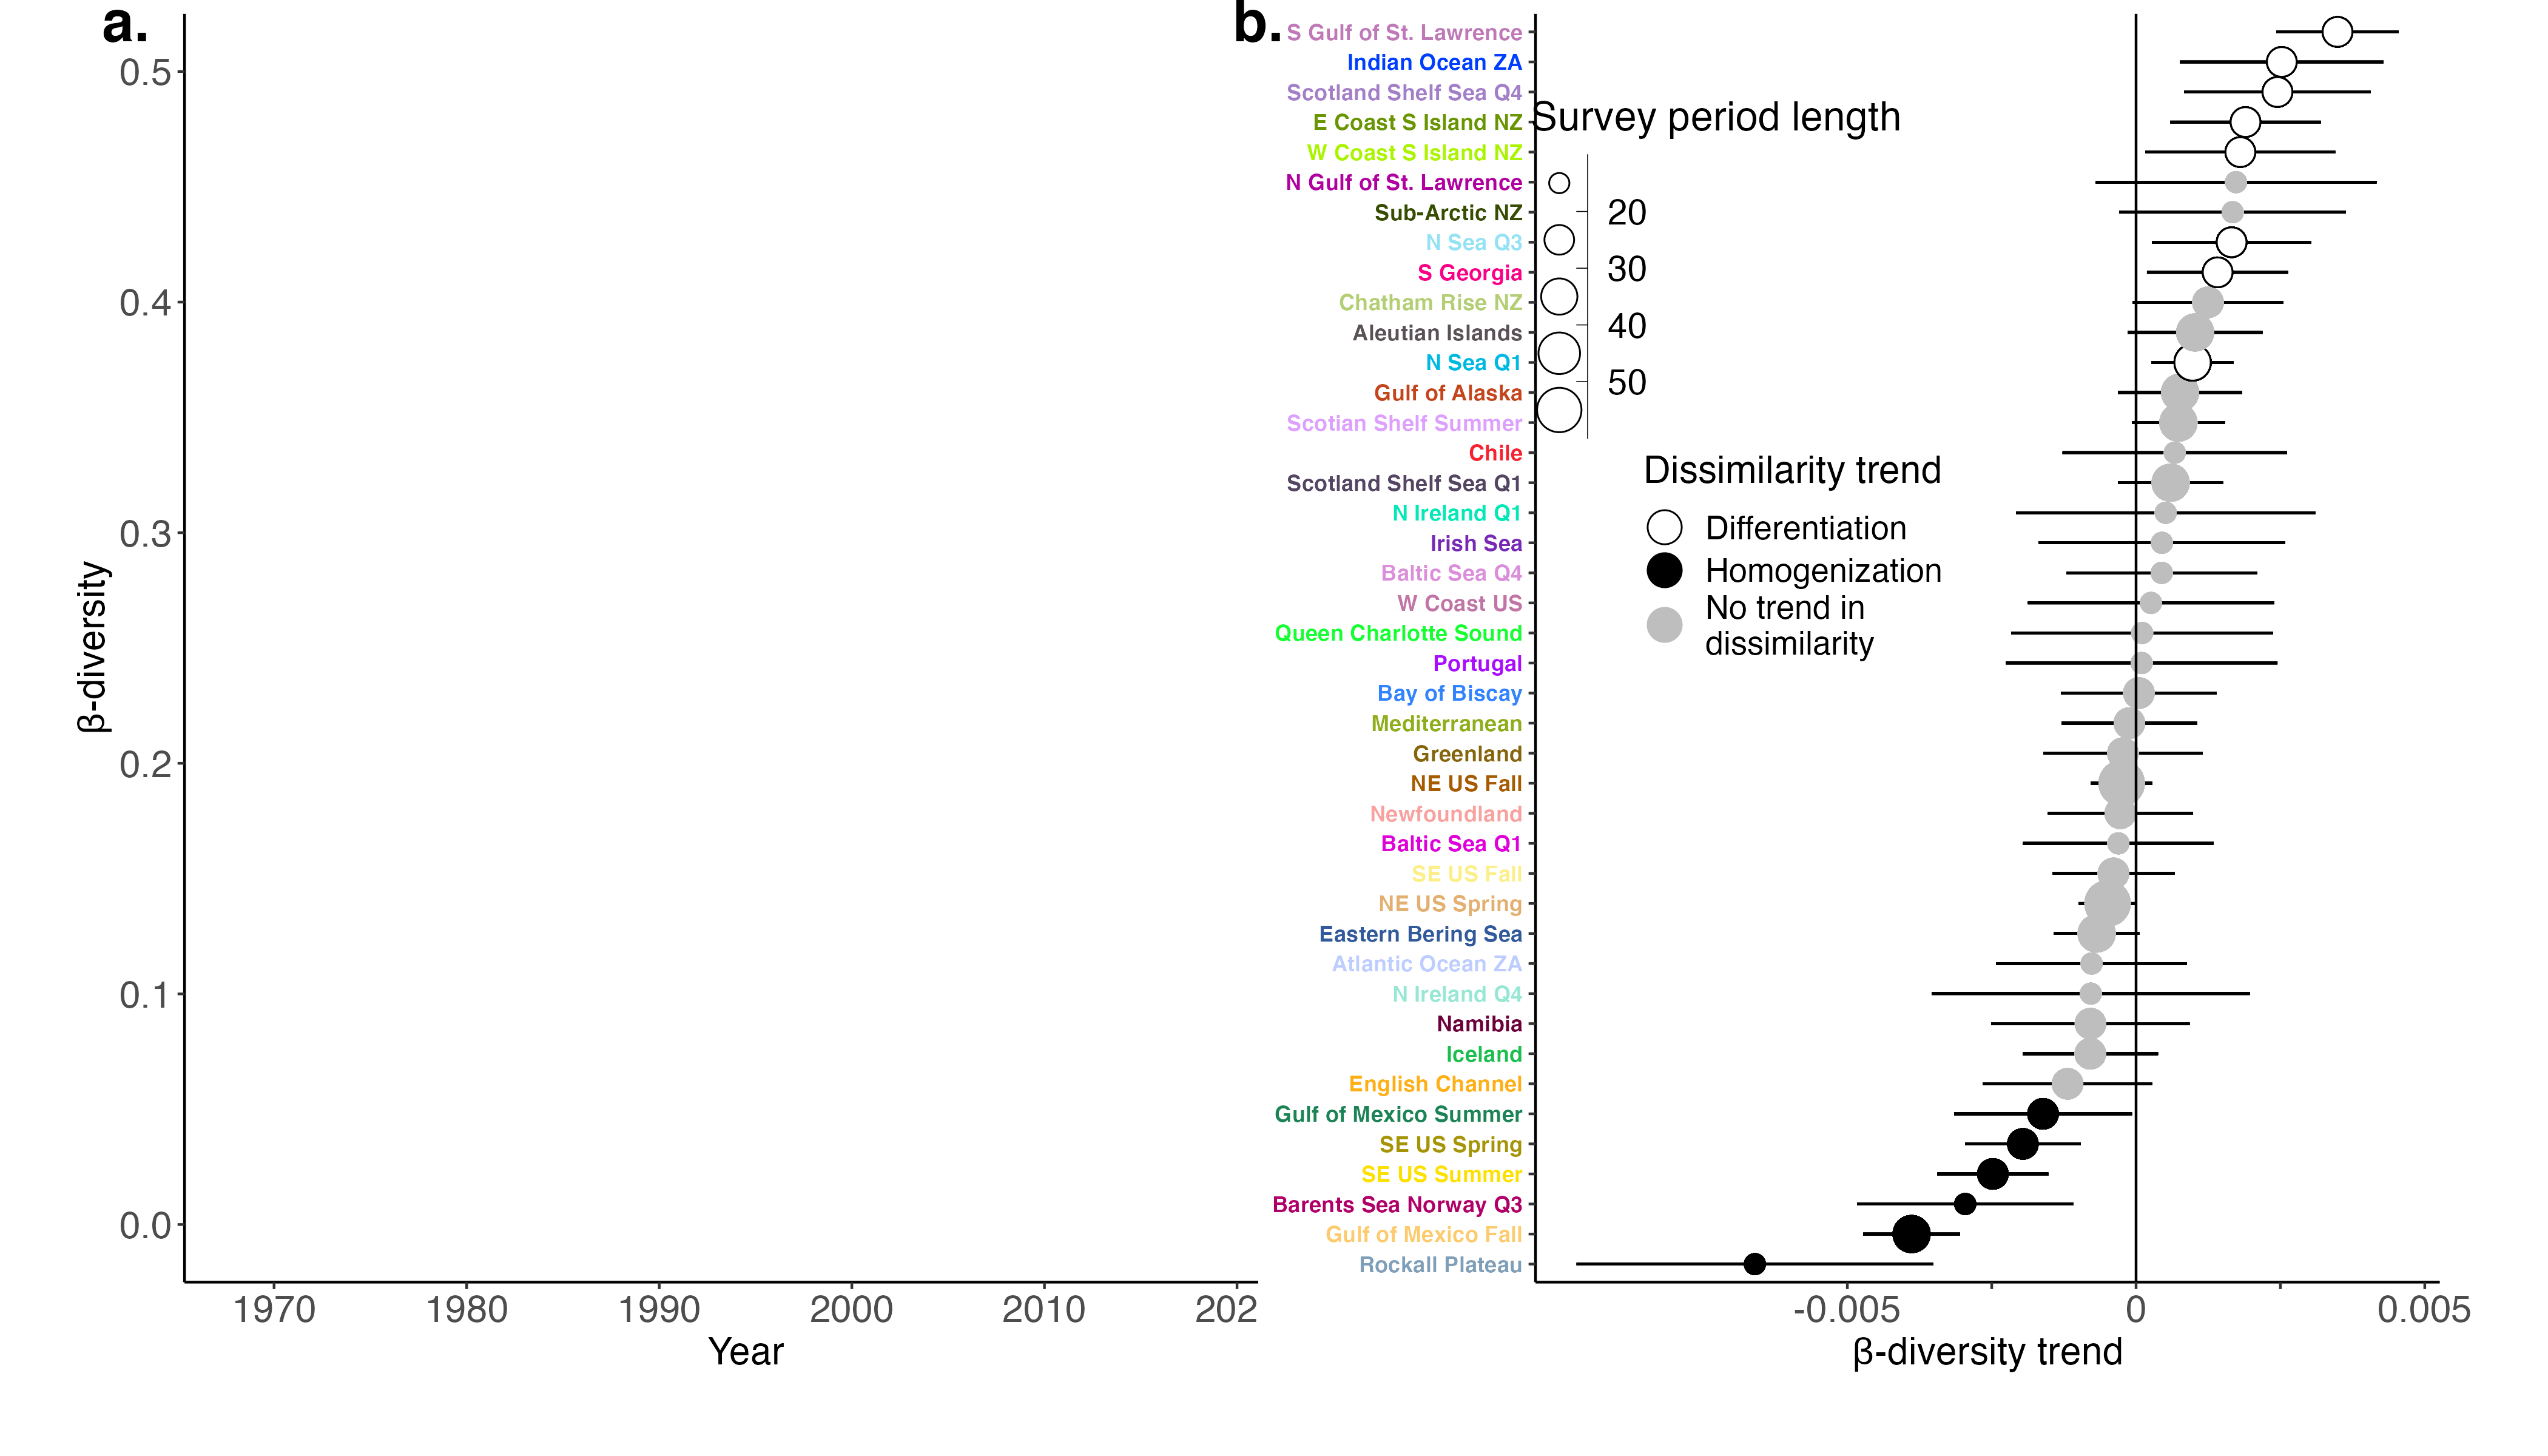 a.
0.5
0.4
0.3
0.2
0.1
0.0
β-diversity
1970 1980 1990 2000 2010 202
Year
b.
S Gulf of St. Lawrence
Indian Ocean ZA
Scotland Shelf Sea Q4
E Coast S Island NZ
W Coast S Island NZ
N Gulf of St. Lawrence
Sub-Arctic NZ
N Sea Q3
S Georgia
Chatham Rise NZ
Aleutian Islands
N Sea Q1
Gulf of Alaska
Scotian Shelf Summer
Chile
Scotland Shelf Sea Q1
N Ireland Q1
Irish Sea
Baltic Sea Q4
W Coast US
Queen Charlotte Sound
Portugal
Bay of Biscay
Mediterranean
Greenland
NE US Fall
Newfoundland
Baltic Sea Q1
SE US Fall
NE US Spring
Eastern Bering Sea
Atlantic Ocean ZA
N Ireland Q4
Namibia
Iceland
English Channel
Gulf of Mexico Summer
SE US Spring
SE US Summer
Barents Sea Norway Q3
Gulf of Mexico Fall
Rockall Plateau
Survey period length
20
30
40
50
Dissimilarity trend
Differentiation
Homogenization
No trend in
dissimilarity
-0.005 0 0.005
β-diversity trend